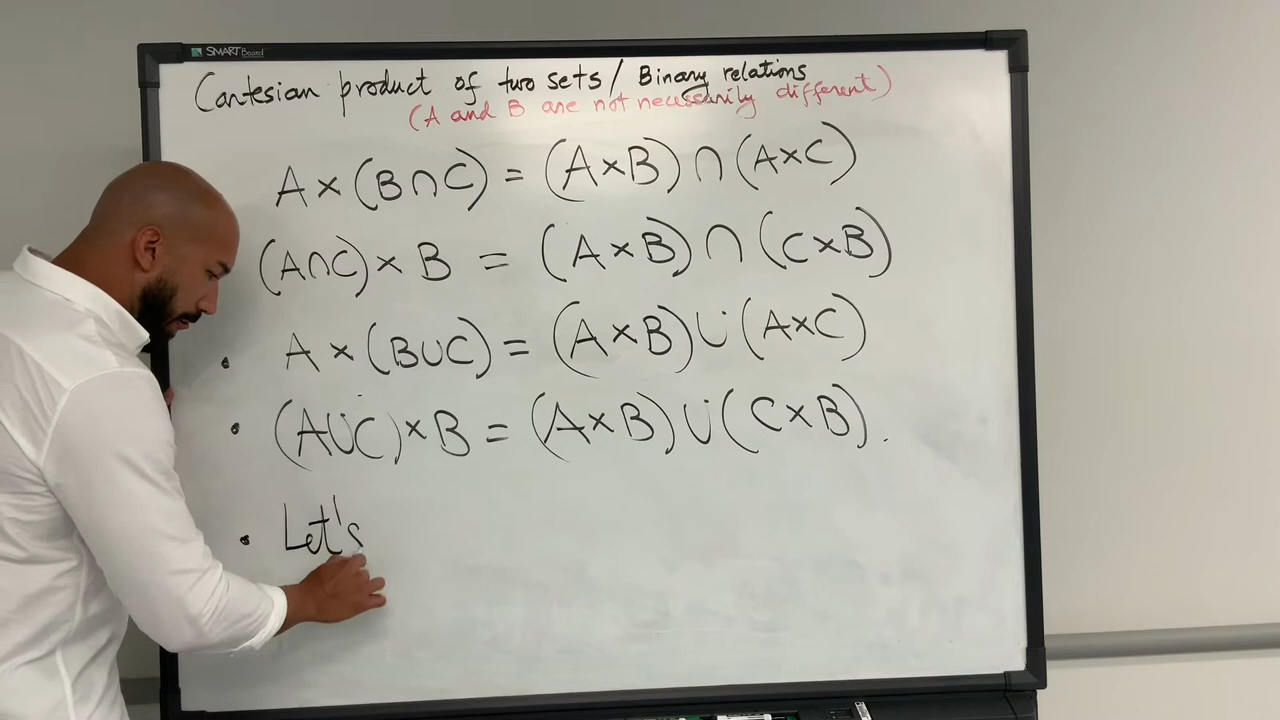 SMART Board
Cartesian product of two sets / Binary relations
(A and B are not necessarily different)
A × (B∩C) = (A×B) ∩ (A×C)
(A∩C) × B = (A×B) ∩ (C×B)
• A × (B∪C) = (A×B) ∪ (A×C)
• (A∪C) × B = (A×B) ∪ (C×B).
• Let's